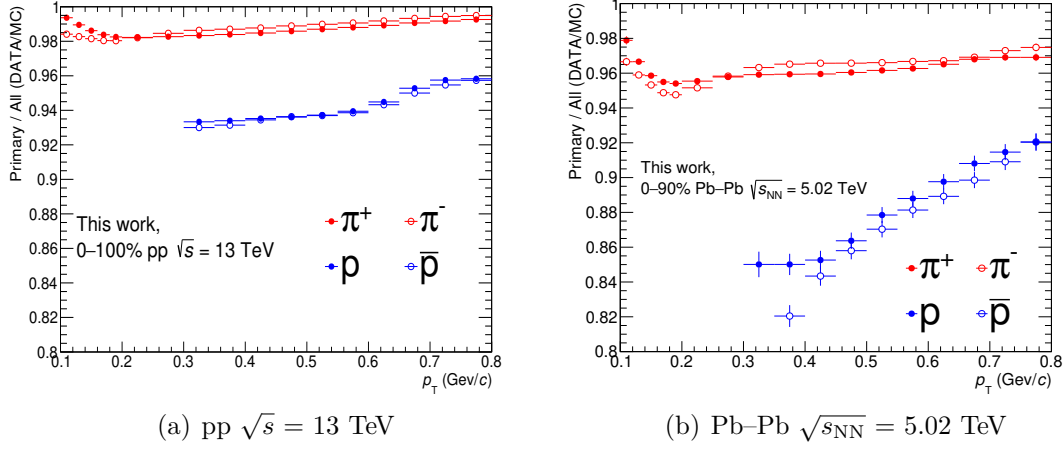 Primary / All (DATA/MC)
1
0.98
0.96
0.94
0.92
0.9
0.88
0.86
0.84
0.82
0.8
This work,
0–100% pp √s = 13 TeV
π+ π-
p p̅
0.1 0.2 0.3 0.4 0.5 0.6 0.7 0.8
pT (Gev/c)
(a) pp √s = 13 TeV
Primary / All (DATA/MC)
1
0.98
0.96
0.94
0.92
0.9
0.88
0.86
0.84
0.82
0.8
This work,
0–90% Pb–Pb √sNN = 5.02 TeV
π+ π-
p p̅
0.1 0.2 0.3 0.4 0.5 0.6 0.7 0.8
pT (Gev/c)
(b) Pb–Pb √sNN = 5.02 TeV